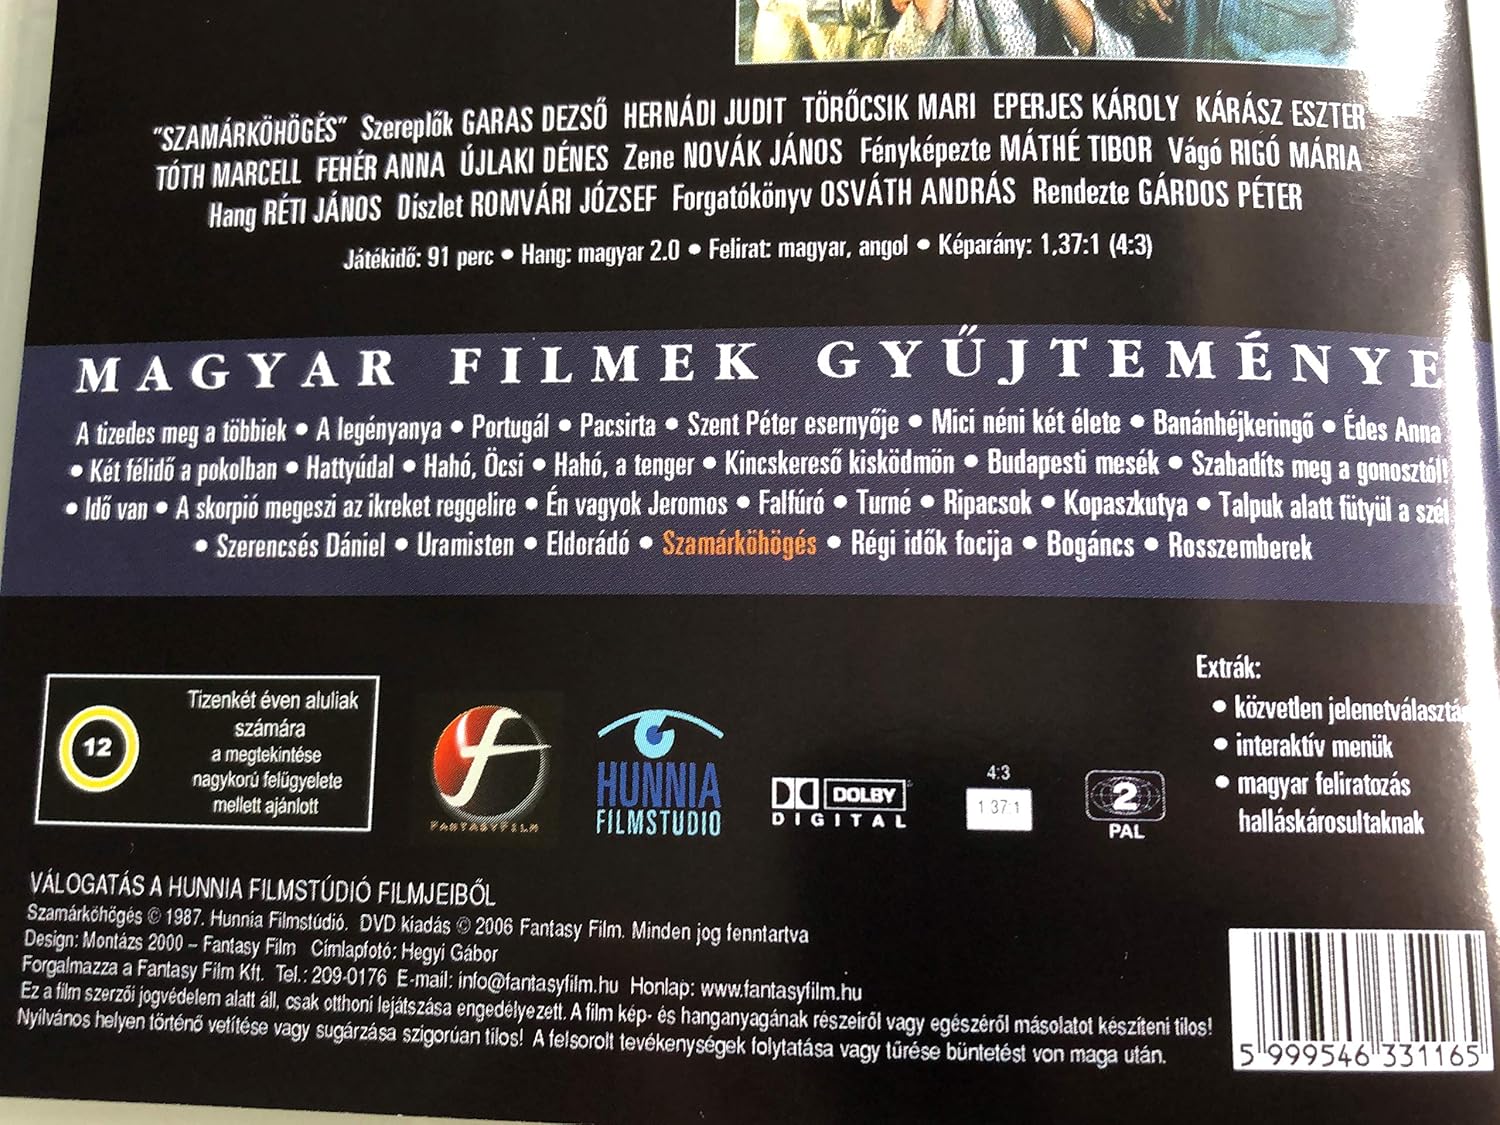 "SZAMÁRKÖHÖGÉS" Szereplők GARAS DEZSŐ HERNÁDI JUDIT TÖRŐCSIK MARI EPERJES KÁROLY KÁRÁSZ ESZTER
TÓTH MARCELL FEHÉR ANNA ÚJLAKI DÉNES Zene NOVÁK JÁNOS Fényképezte MÁTHÉ TIBOR Vágó RIGÓ MÁRIA
Hang RÉTI JÁNOS Díszlet ROMVÁRI JÓZSEF Forgatókönyv OSVÁTH ANDRÁS Rendezte GÁRDOS PÉTER
Játékidő: 91 perc • Hang: magyar 2.0 • Felirat: magyar, angol • Képarány: 1,37:1 (4:3)
MAGYAR FILMEK GYŰJTEMÉNYE
A tizedes meg a többiek • A legényanya • Portugál • Pacsirta • Szent Péter esernyője • Mici néni két élete • Banánhéjkeringő • Édes Anna
• Két félidő a pokolban • Hattyúdal • Hahó, Öcsi • Hahó, a tenger • Kincskereső kisködmön • Budapesti mesék • Szabadíts meg a gonosztól!
• Idő van • A skorpió megeszi az ikreket reggelire • Én vagyok Jeromos • Falfúró • Turné • Ripacsok • Kopaszkutya • Talpuk alatt fütyül a szél
• Szerencsés Dániel • Uramisten • Eldorádó • Szamárköhögés • Régi idők focija • Bogáncs • Rosszemberek
12
Tizenkét éven aluliak
számára
a megtekintése
nagykorú felügyelete
mellett ajánlott
f
FANTASYFILM
HUNNIA
FILMSTUDIO
DOLBY
DIGITAL
4:3
1 37:1
2
PAL
Extrák:
• közvetlen jelenetválasztás
• interaktív menük
• magyar feliratozás
halláskárosultaknak
VÁLOGATÁS A HUNNIA FILMSTÚDIÓ FILMJEIBŐL
Szamárköhögés © 1987. Hunnia Filmstúdió. DVD kiadás © 2006 Fantasy Film. Minden jog fenntartva
Design: Montázs 2000 – Fantasy Film Címlapfotó: Hegyi Gábor
Forgalmazza a Fantasy Film Kft. Tel.: 209-0176 E-mail: info@fantasyfilm.hu Honlap: www.fantasyfilm.hu
Ez a film szerzői jogvédelem alatt áll, csak otthoni lejátszása engedélyezett. A film kép- és hanganyagának részeiről vagy egészéről másolatot készíteni tilos!
Nyilvános helyen történő vetítése vagy sugárzása szigorúan tilos! A felsorolt tevékenységek folytatása vagy tűrése büntetést von maga után.
5 999546 331165